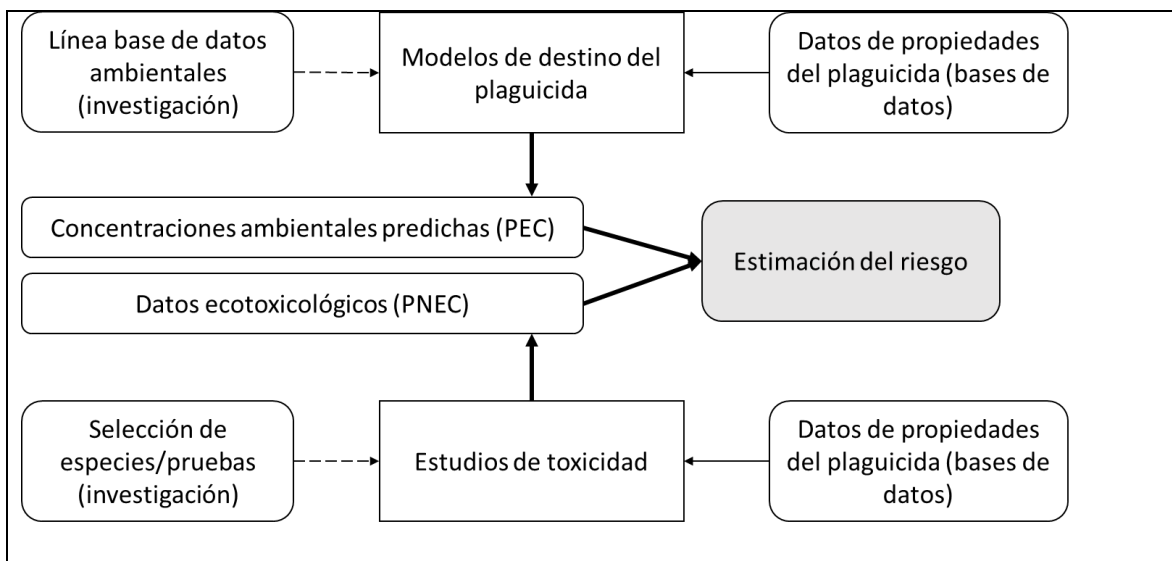 Línea base de datos
ambientales
(investigación)
Modelos de destino del
plaguicida
Datos de propiedades
del plaguicida (bases de
datos)
Concentraciones ambientales predichas (PEC)
Datos ecotoxicológicos (PNEC)
Estimación del riesgo
Selección de
especies/pruebas
(investigación)
Estudios de toxicidad
Datos de propiedades
del plaguicida (bases de
datos)